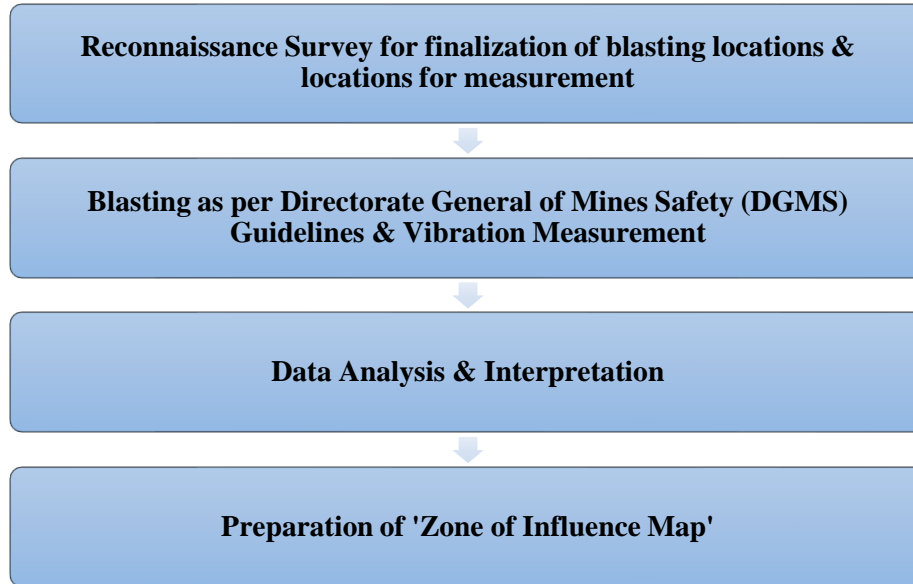 Reconnaissance Survey for finalization of blasting locations &
locations for measurement
Blasting as per Directorate General of Mines Safety (DGMS)
Guidelines & Vibration Measurement
Data Analysis & Interpretation
Preparation of 'Zone of Influence Map'